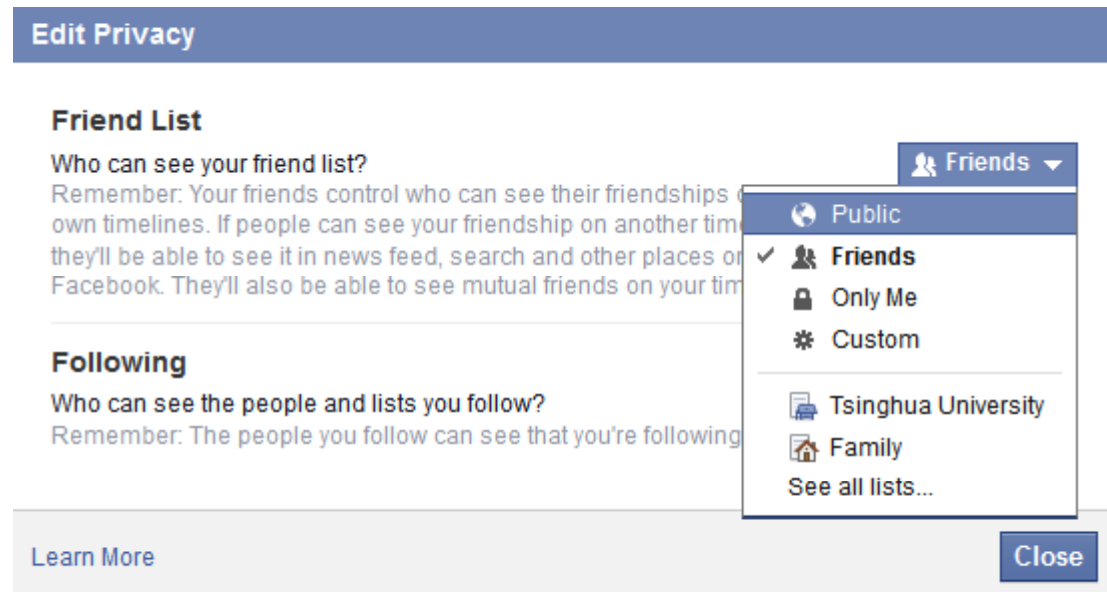 Edit Privacy
Friend List
Who can see your friend list?
Friends
Remember: Your friends control who can see their friendships
own timelines. If people can see your friendship on another
they'll be able to see it in news feed, search and other places
Facebook. They'll also be able to see mutual friends on your
Public
Friends
Only Me
Custom
Tsinghua University
Family
See all lists...
Following
Who can see the people and lists you follow?
Remember: The people you follow can see that you're following
Learn More
Close